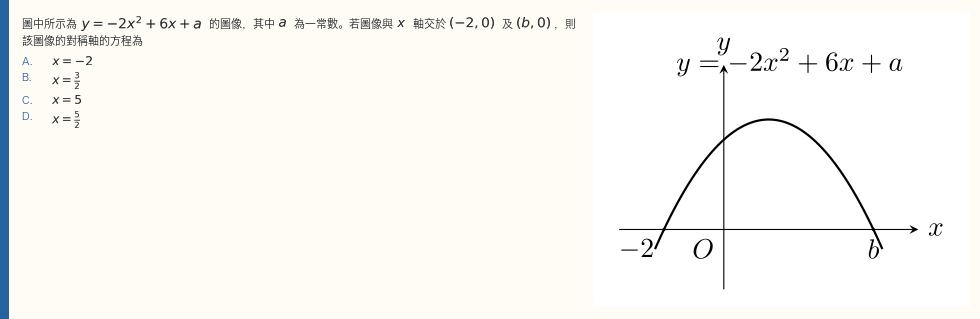 圖中所示為 y = −2x² + 6x + a 的圖像, 其中 a 為一常數。若圖像與 x 軸交於 (−2, 0) 及 (b, 0) , 則
該圖像的對稱軸的方程為
A. x = −2
B. x = 3/2
C. x = 5
D. x = 5/2
y
y = −2x² + 6x + a
x
−2 O b